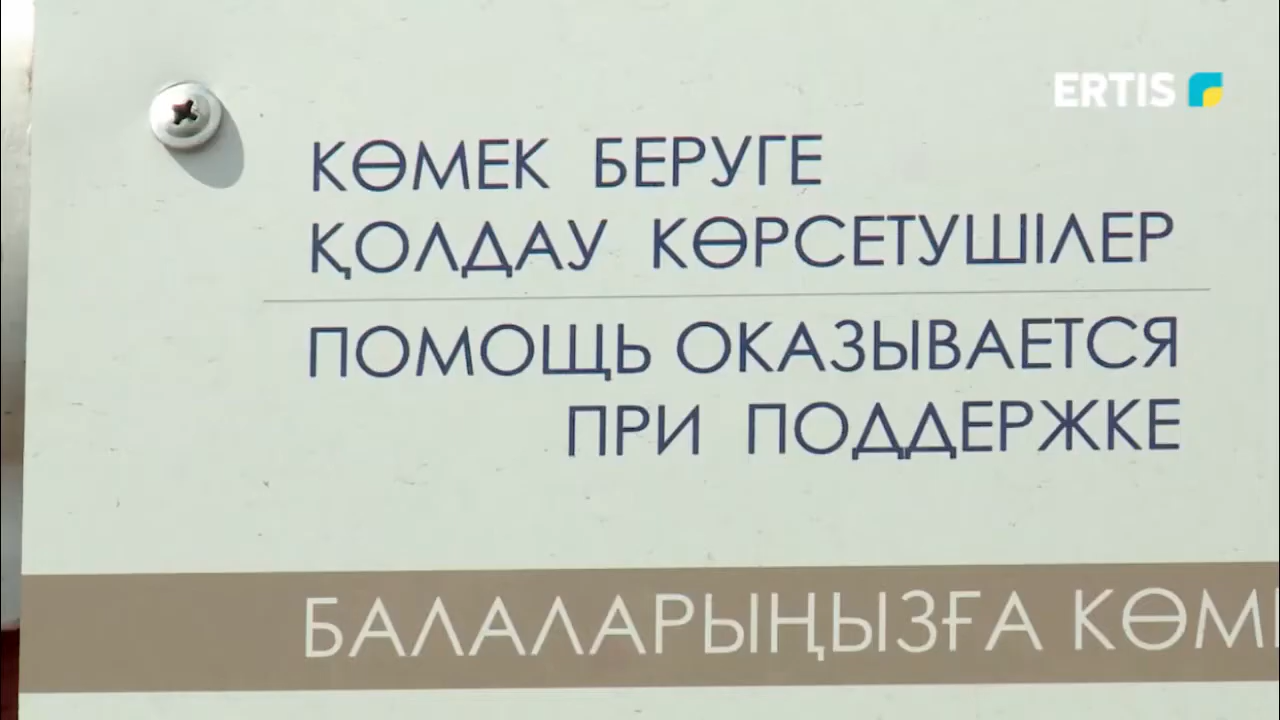 ERTIS
КӨМЕК БЕРУГЕ
ҚОЛДАУ КӨРСЕТУШІЛЕР
ПОМОЩЬ ОКАЗЫВАЕТСЯ
ПРИ ПОДДЕРЖКЕ
БАЛАЛАРЫҢЫЗҒА